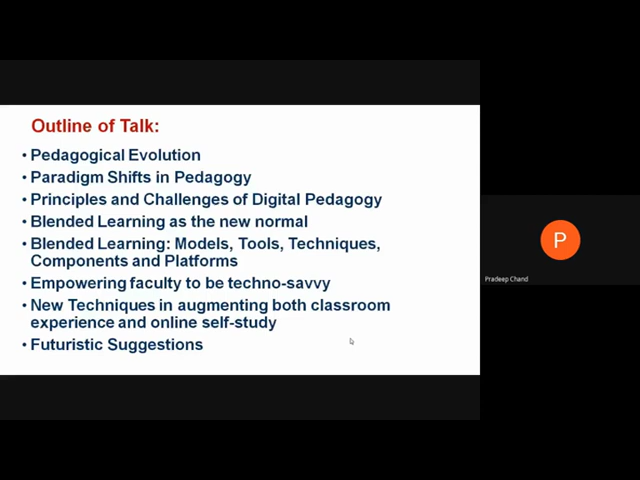 Outline of Talk:
• Pedagogical Evolution
• Paradigm Shifts in Pedagogy
• Principles and Challenges of Digital Pedagogy
• Blended Learning as the new normal
• Blended Learning: Models, Tools, Techniques,
Components and Platforms
• Empowering faculty to be techno-savvy
• New Techniques in augmenting both classroom
experience and online self-study
• Futuristic Suggestions
P
Pradeep Chand